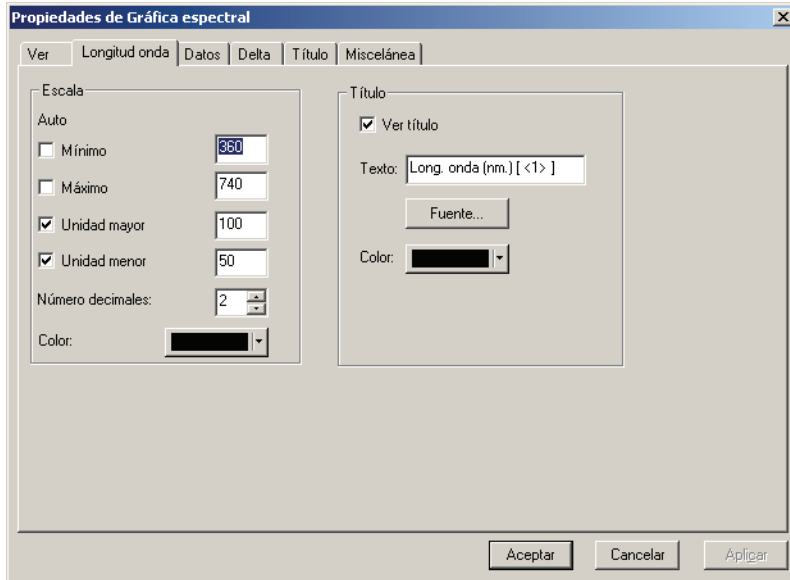 Propiedades de Gráfica espectral
Ver Longitud onda Datos Delta Título Miscelánea
Escala
Auto
Mínimo 360
Máximo 740
Unidad mayor 100
Unidad menor 50
Número decimales: 2
Color:
Título
Ver título
Texto: Long. onda (nm.) [ <1> ]
Fuente...
Color:
Aceptar Cancelar Aplicar